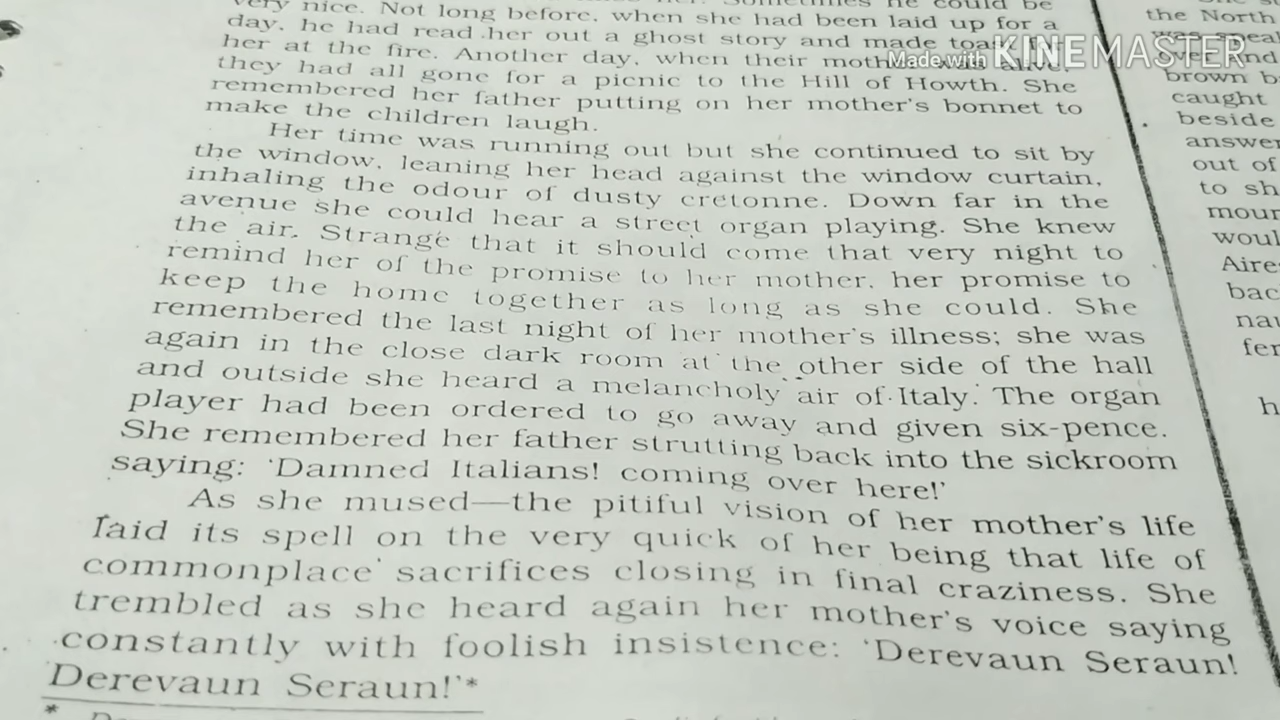 very nice. Not long before, when she had been laid up for a
day, he had read her out a ghost story and made toast for
her at the fire. Another day, when their mother was alive,
they had all gone for a picnic to the Hill of Howth. She
remembered her father putting on her mother's bonnet to
make the children laugh.
Her time was running out but she continued to sit by
the window, leaning her head against the window curtain,
inhaling the odour of dusty cretonne. Down far in the
avenue she could hear a street organ playing. She knew
the air. Strange that it should come that very night to
remind her of the promise to her mother, her promise to
keep the home together as long as she could. She
remembered the last night of her mother's illness; she was
again in the close dark room at the other side of the hall
and outside she heard a melancholy air of Italy. The organ
player had been ordered to go away and given six-pence.
She remembered her father strutting back into the sickroom
saying: 'Damned Italians! coming over here!'
As she mused—the pitiful vision of her mother's life
laid its spell on the very quick of her being that life of
commonplace sacrifices closing in final craziness. She
trembled as she heard again her mother's voice saying
constantly with foolish insistence: 'Derevaun Seraun!
Derevaun Seraun!'*
the North
brown b
caught
beside
answer
out of
to sh
mour
woul
Aire
bac
nav
fer
h
Made with KINEMASTER